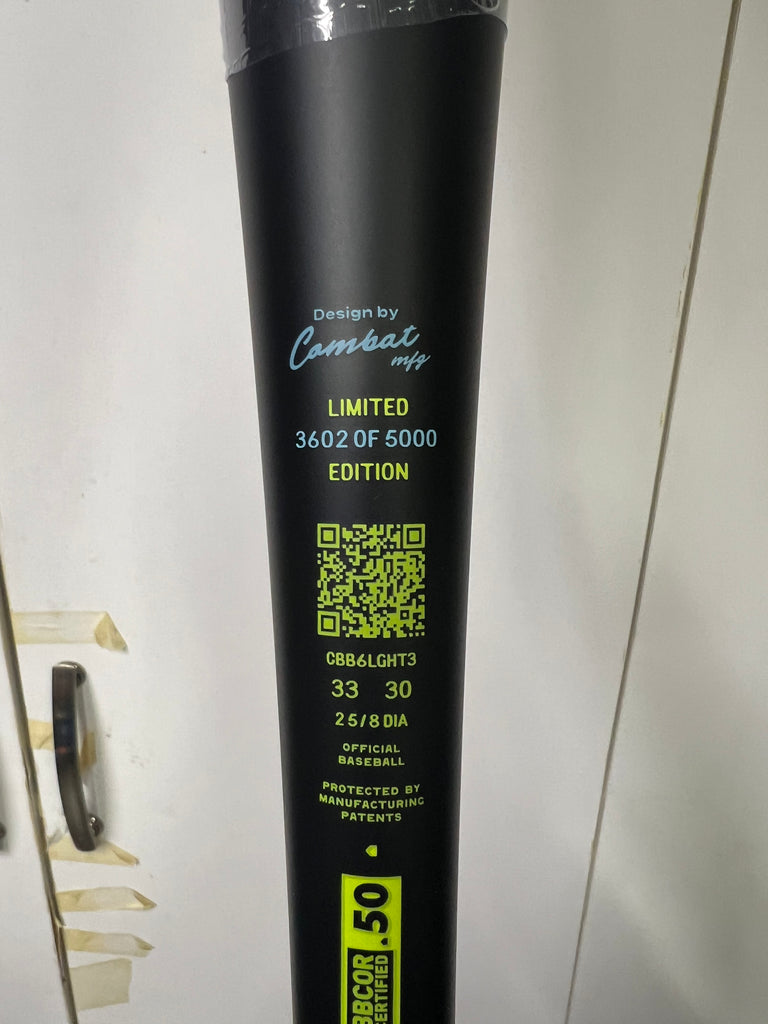 Design by
Combat
mfg
LIMITED
3602 OF 5000
EDITION
CBB6LGHT3
33 30
2 5/8 DIA
OFFICIAL
BASEBALL
PROTECTED BY
MANUFACTURING
PATENTS
.50
BBCOR
CERTIFIED